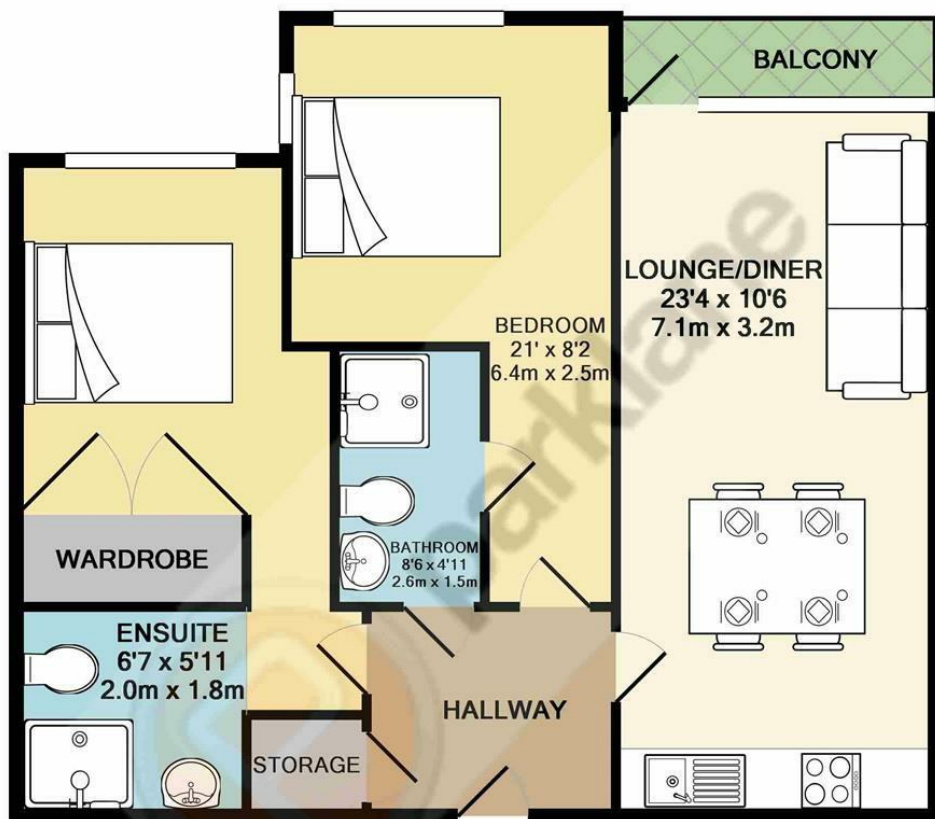 BALCONY
LOUNGE/DINER
23'4 x 10'6
7.1m x 3.2m
BEDROOM
21' x 8'2
6.4m x 2.5m
WARDROBE
BATHROOM
8'6 x 4'11
2.6m x 1.5m
ENSUITE
6'7 x 5'11
2.0m x 1.8m
HALLWAY
STORAGE
parklane